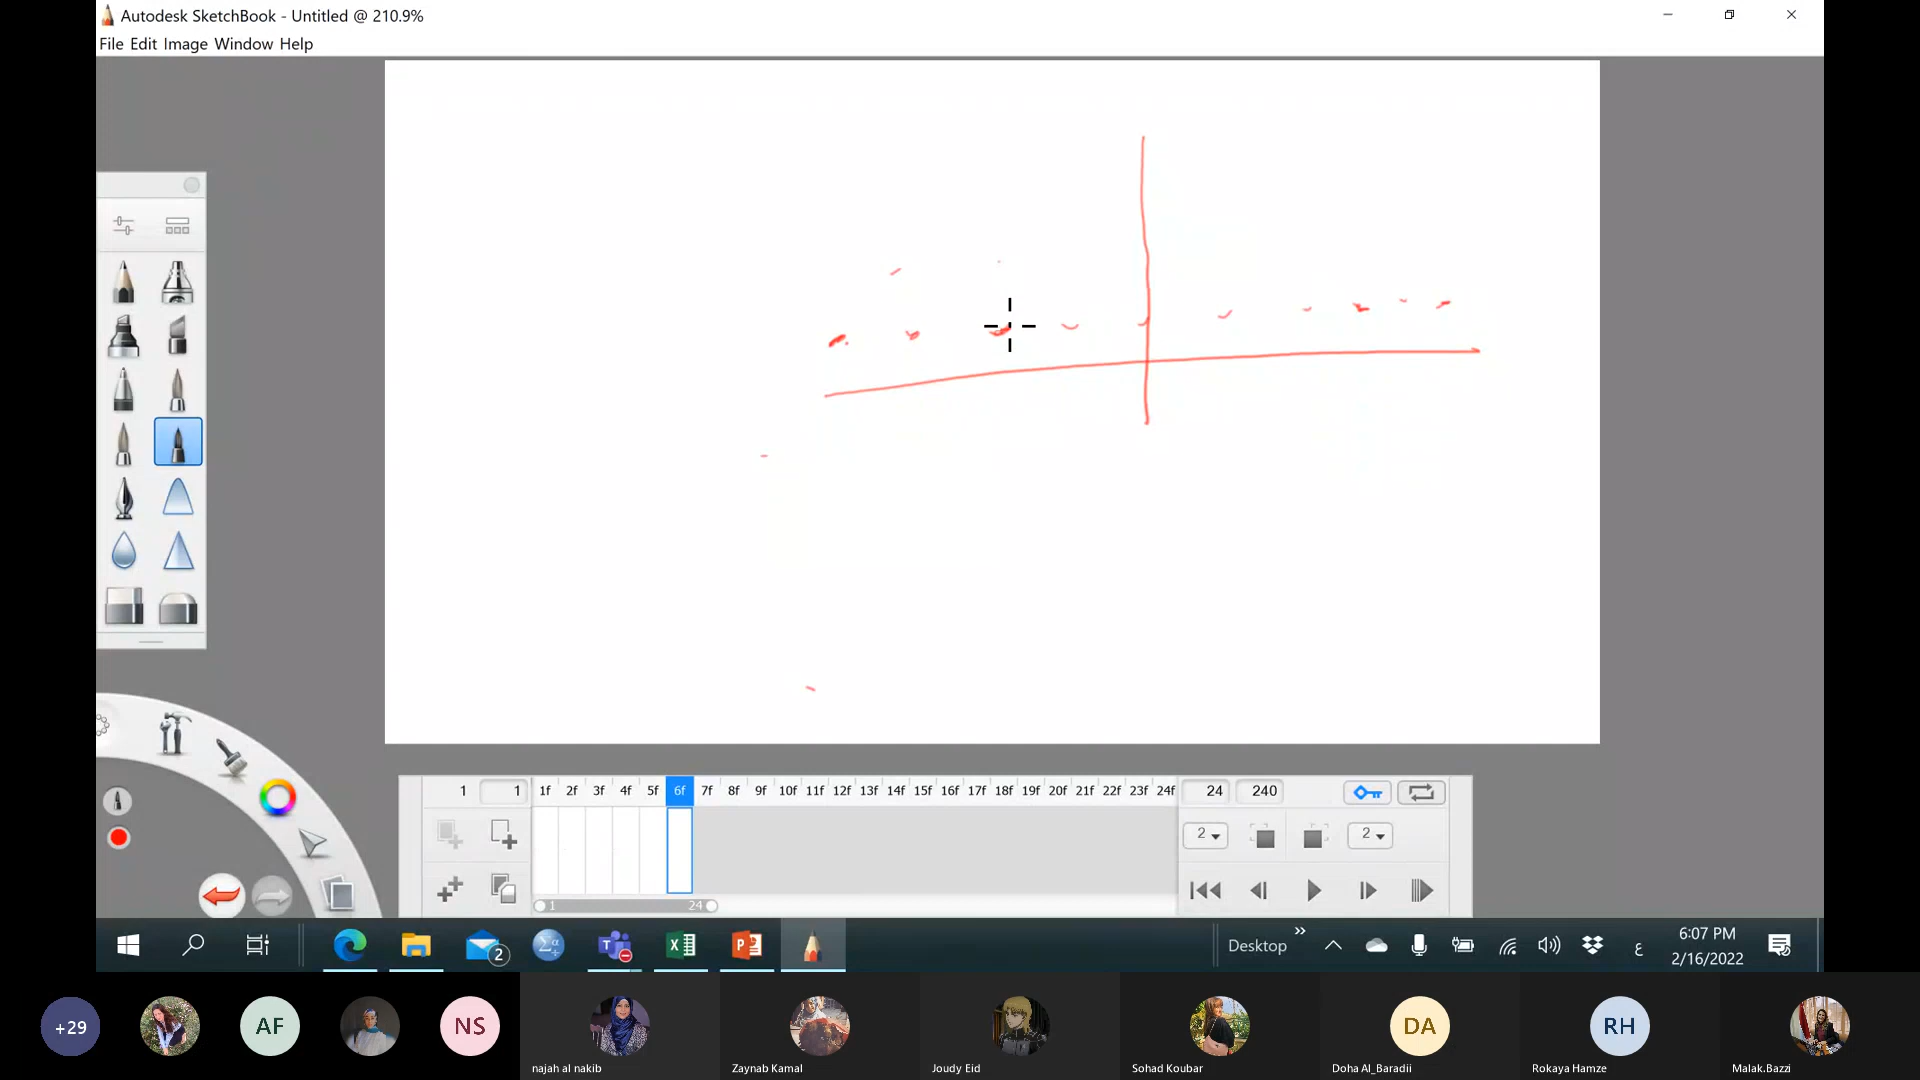 Autodesk SketchBook - Untitled @ 210.9%
File Edit Image Window Help
1 1 1f 2f 3f 4f 5f 6f 7f 8f 9f 10f 11f 12f 13f 14f 15f 16f 17f 18f 19f 20f 21f 22f 23f 24f 24 240
2 2
1 24
2 Desktop ع 6:07 PM
2/16/2022
+29 AF NS DA RH
najah al nakib Zaynab Kamal Joudy Eid Sohad Koubar Doha Al_Baradii Rokaya Hamze Malak.Bazzi